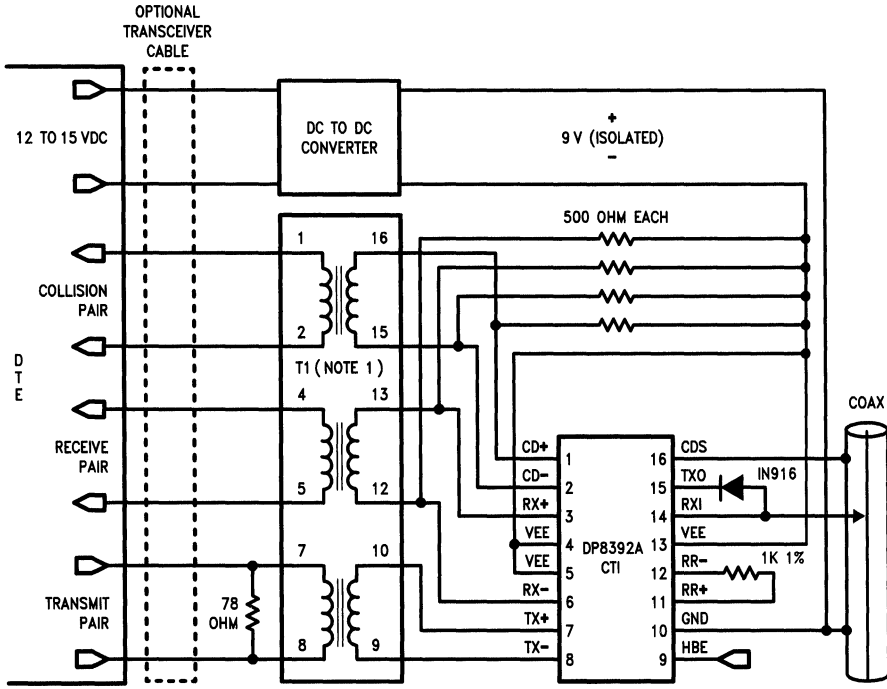 OPTIONAL
TRANSCEIVER
CABLE
12 TO 15 VDC
DC TO DC
CONVERTER
+
9 V (ISOLATED)
−
500 OHM EACH
1
16
COLLISION
PAIR
2
15
T1 ( NOTE 1 )
D
T
E
4
13
RECEIVE
PAIR
5
12
7
10
TRANSMIT
PAIR
78
OHM
8
9
COAX
CD+
1
16
CDS
CD−
2
15
TXO
IN916
RX+
3
14
RXI
VEE
4
13
VEE
DP8392A
CTI
VEE
5
12
RR−
1K 1%
RX−
6
11
RR+
TX+
7
10
GND
TX−
8
9
HBE